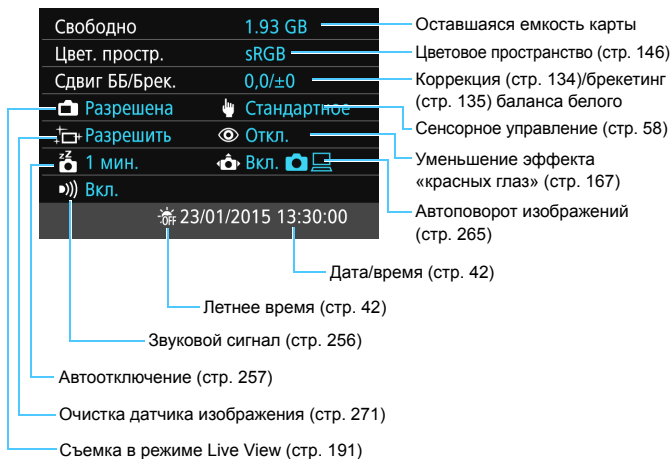 Свободно 1.93 GB
Цвет. простр. sRGB
Сдвиг ББ/Брек. 0,0/±0
Разрешена Стандартное
Разрешить Откл.
zZ 1 мин. Вкл.
Вкл.
OFF 23/01/2015 13:30:00
Оставшаяся емкость карты
Цветовое пространство (стр. 146)
Коррекция (стр. 134)/брекетинг
(стр. 135) баланса белого
Сенсорное управление (стр. 58)
Уменьшение эффекта
«красных глаз» (стр. 167)
Автоповорот изображений
(стр. 265)
Дата/время (стр. 42)
Летнее время (стр. 42)
Звуковой сигнал (стр. 256)
Автоотключение (стр. 257)
Очистка датчика изображения (стр. 271)
Съемка в режиме Live View (стр. 191)